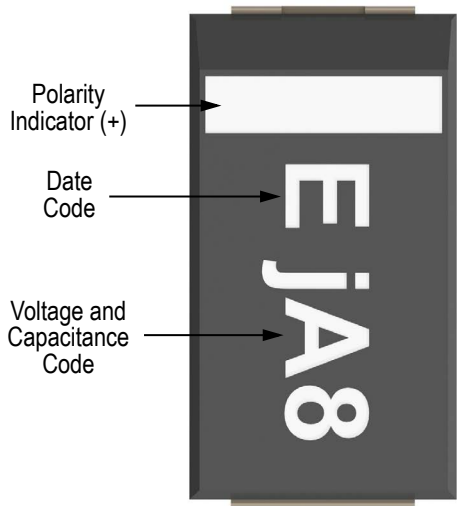 Polarity
Indicator (+)
Date
Code
Voltage and
Capacitance
Code
E jA8